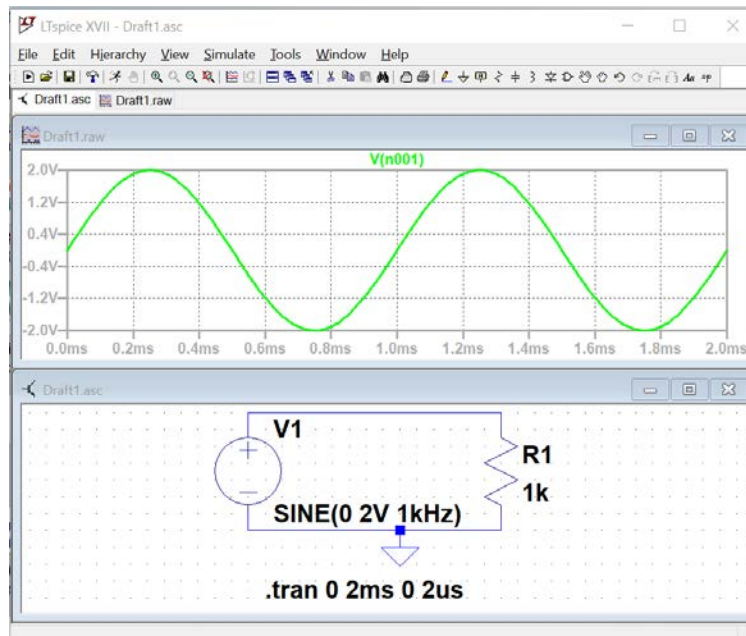 LTspice XVII - Draft1.asc
File Edit Hierarchy View Simulate Tools Window Help
Draft1.asc Draft1.raw
Draft1.raw
V(n001)
2.0V
1.2V
0.4V
-0.4V
-1.2V
-2.0V
0.0ms 0.2ms 0.4ms 0.6ms 0.8ms 1.0ms 1.2ms 1.4ms 1.6ms 1.8ms 2.0ms
Draft1.asc
V1
R1
1k
SINE(0 2V 1kHz)
.tran 0 2ms 0 2us